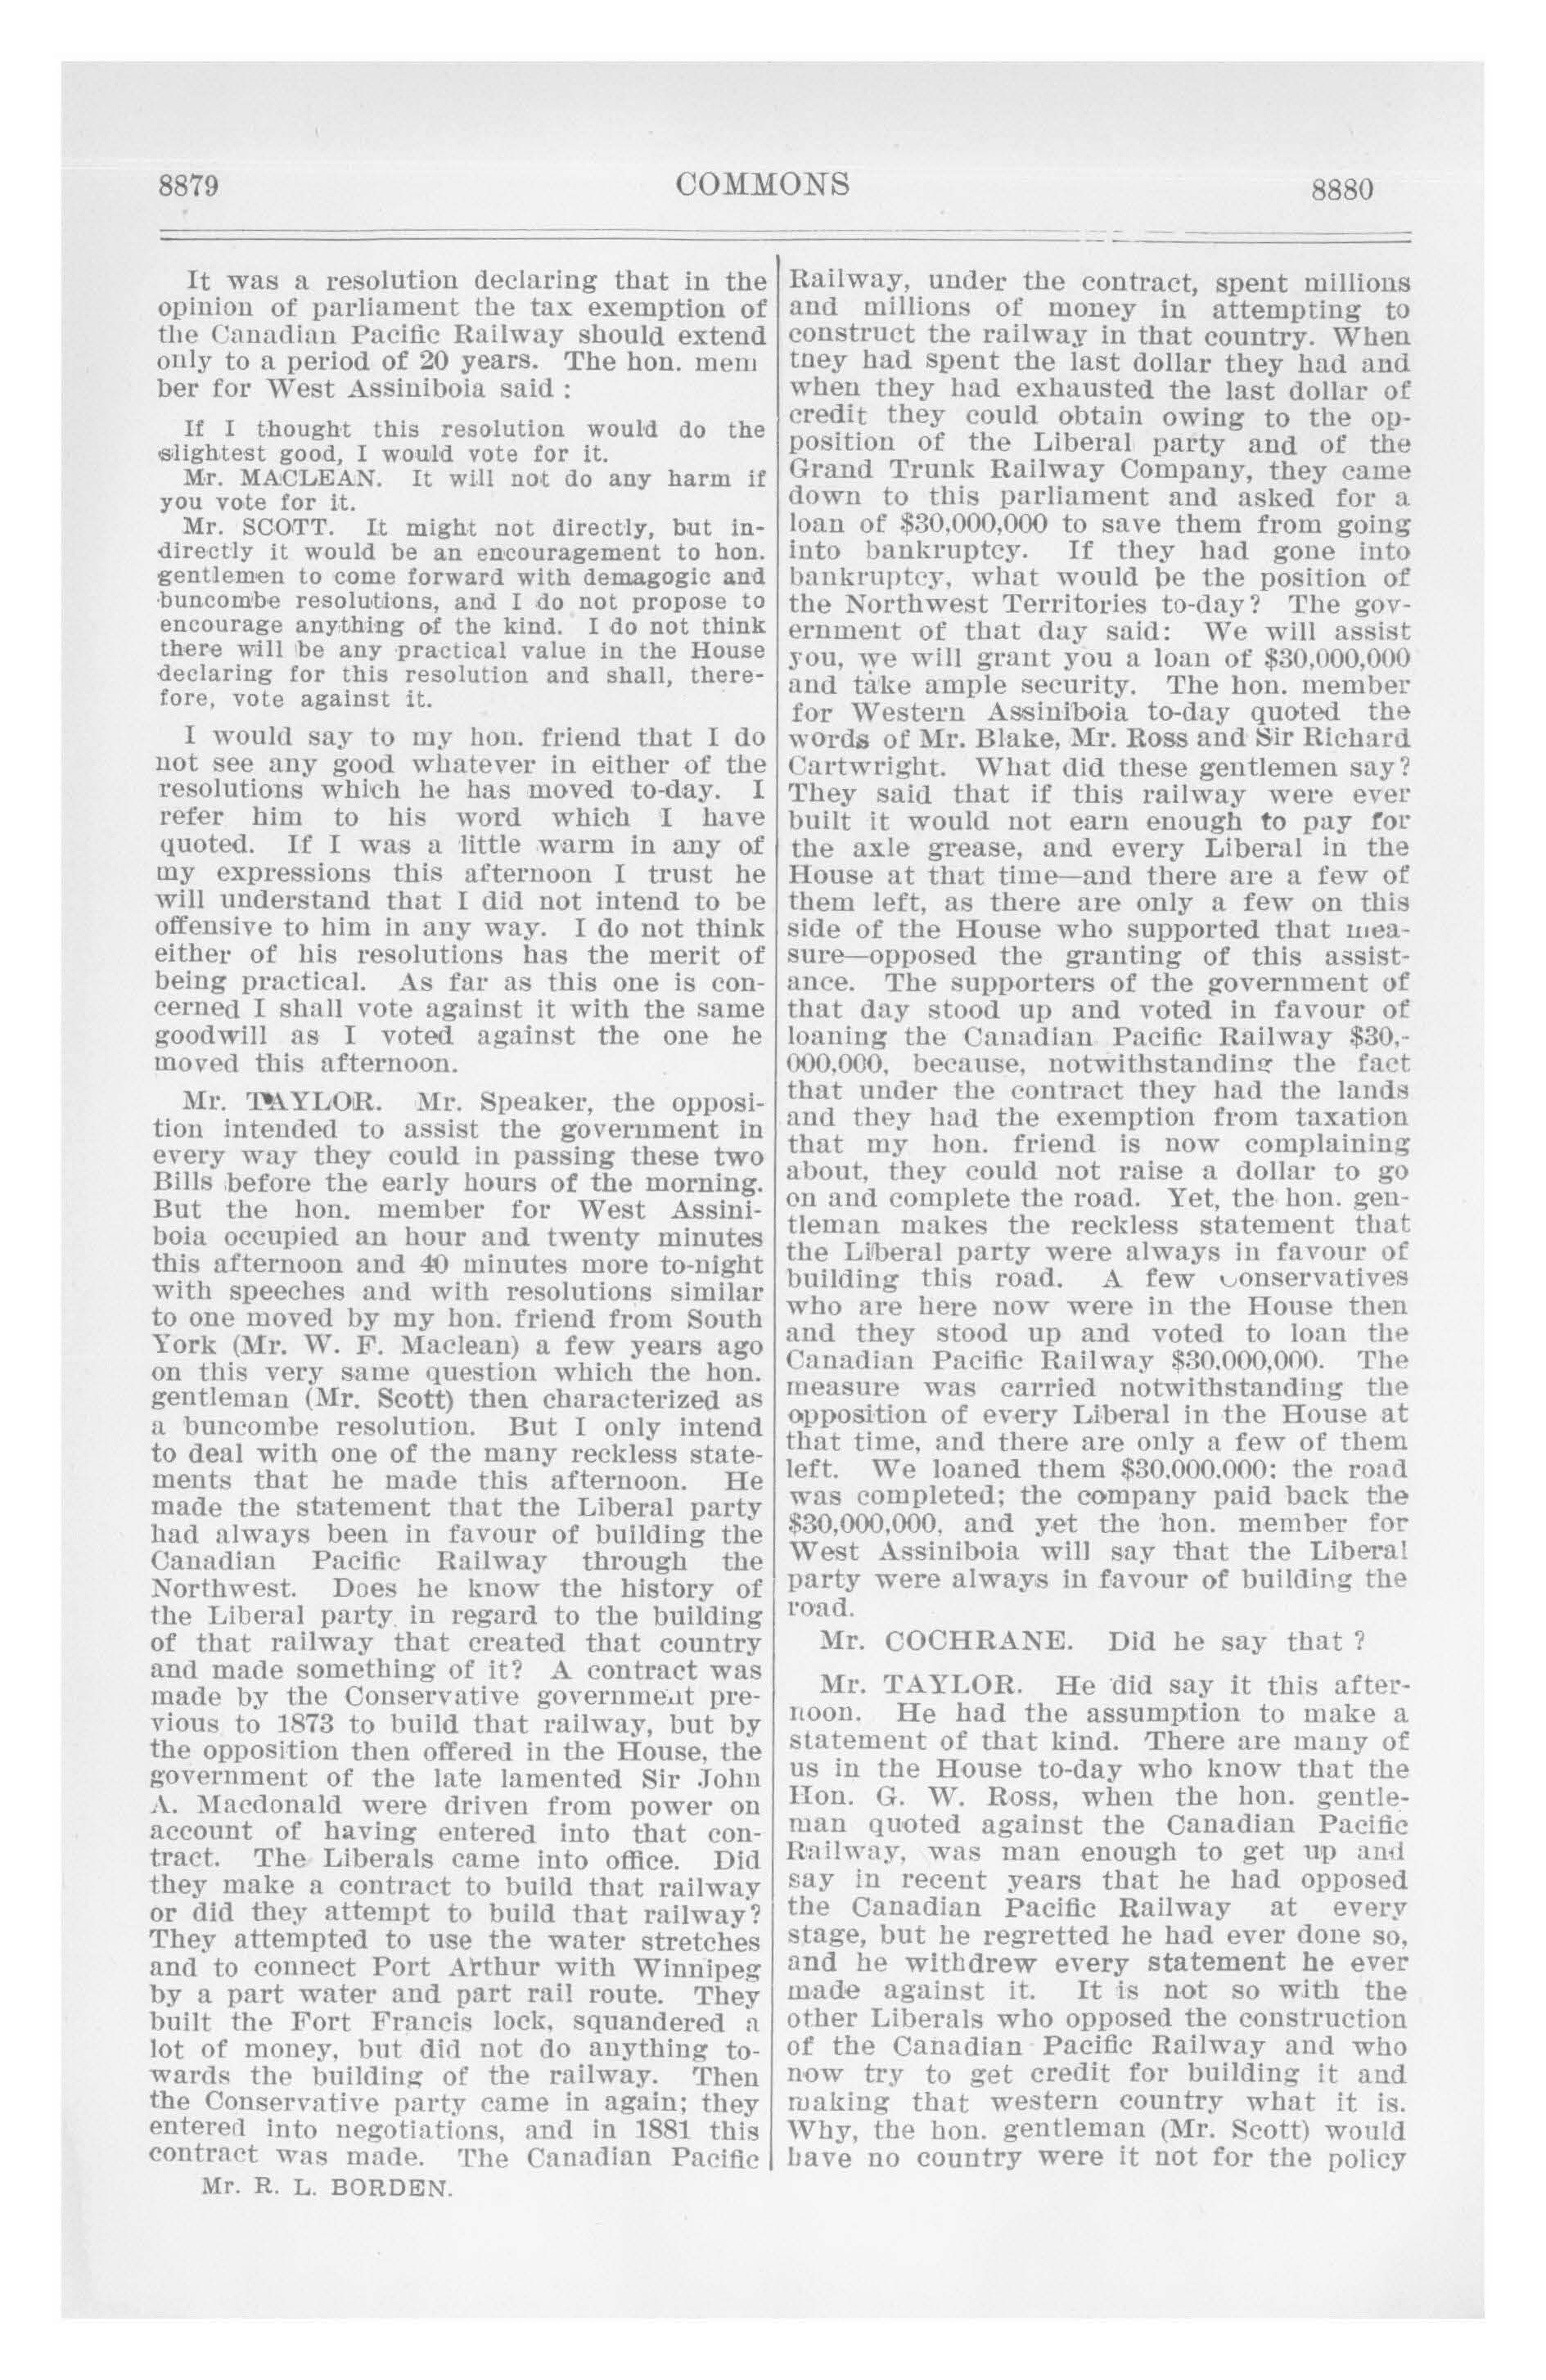 8879
COMMONS
8880
It was a resolution declaring that in the
opinion of parliament the tax exemption of
the Canadian Pacific Railway should extend
only to a period of 20 years. The hon. mem
ber for West Assiniboia said :
If I thought this resolution would do the
slightest good, I would vote for it.
Mr. MACLEAN. It will not do any harm if
you vote for it.
Mr. SCOTT. It might not directly, but in-
directly it would be an encouragement to hon.
gentlemen to come forward with demagogic and
buncombe resolutions, and I do not propose to
encourage anything of the kind. I do not think
there will be any practical value in the House
declaring for this resolution and shall, there-
fore, vote against it.
I would say to my hon. friend that I do
not see any good whatever in either of the
resolutions which he has moved to-day. I
refer him to his word which I have
quoted. If I was a little warm in any of
my expressions this afternoon I trust he
will understand that I did not intend to be
offensive to him in any way. I do not think
either of his resolutions has the merit of
being practical. As far as this one is con-
cerned I shall vote against it with the same
goodwill as I voted against the one he
moved this afternoon.
Mr. TAYLOR. Mr. Speaker, the opposi-
tion intended to assist the government in
every way they could in passing these two
Bills before the early hours of the morning.
But the hon. member for West Assini-
boia occupied an hour and twenty minutes
this afternoon and 40 minutes more to-night
with speeches and with resolutions similar
to one moved by my hon. friend from South
York (Mr. W. F. Maclean) a few years ago
on this very same question which the hon.
gentleman (Mr. Scott) then characterized as
a buncombe resolution. But I only intend
to deal with one of the many reckless state-
ments that he made this afternoon. He
made the statement that the Liberal party
had always been in favour of building the
Canadian Pacific Railway through the
Northwest. Does he know the history of
the Liberal party in regard to the building
of that railway that created that country
and made something of it? A contract was
made by the Conservative government pre-
vious to 1873 to build that railway, but by
the opposition then offered in the House, the
government of the late lamented Sir John
A. Macdonald were driven from power on
account of having entered into that con-
tract. The Liberals came into office. Did
they make a contract to build that railway
or did they attempt to build that railway?
They attempted to use the water stretches
and to connect Port Arthur with Winnipeg
by a part water and part rail route. They
built the Fort Francis lock, squandered a
lot of money, but did not do anything to-
wards the building of the railway. Then
the Conservative party came in again; they
entered into negotiations, and in 1881 this
contract was made. The Canadian Pacific
Mr. R. L. BORDEN.
Railway, under the contract, spent millions
and millions of money in attempting to
construct the railway in that country. When
tney had spent the last dollar they had and
when they had exhausted the last dollar of
credit they could obtain owing to the op-
position of the Liberal party and of the
Grand Trunk Railway Company, they came
down to this parliament and asked for a
loan of $30,000,000 to save them from going
into bankruptcy. If they had gone into
bankruptcy, what would be the position of
the Northwest Territories to-day? The gov-
ernment of that day said: We will assist
you, we will grant you a loan of $30,000,000
and take ample security. The hon. member
for Western Assiniboia to-day quoted the
words of Mr. Blake, Mr. Ross and Sir Richard
Cartwright. What did these gentlemen say?
They said that if this railway were ever
built it would not earn enough to pay for
the axle grease, and every Liberal in the
House at that time—and there are a few of
them left, as there are only a few on this
side of the House who supported that mea-
sure—opposed the granting of this assist-
ance. The supporters of the government of
that day stood up and voted in favour of
loaning the Canadian Pacific Railway $30,-
000,000, because, notwithstanding the fact
that under the contract they had the lands
and they had the exemption from taxation
that my hon. friend is now complaining
about, they could not raise a dollar to go
on and complete the road. Yet, the hon. gen-
tleman makes the reckless statement that
the Liberal party were always in favour of
building this road. A few Conservatives
who are here now were in the House then
and they stood up and voted to loan the
Canadian Pacific Railway $30,000,000. The
measure was carried notwithstanding the
opposition of every Liberal in the House at
that time, and there are only a few of them
left. We loaned them $30,000,000; the road
was completed; the company paid back the
$30,000,000, and yet the hon. member for
West Assiniboia will say that the Liberal
party were always in favour of building the
road.
Mr. COCHRANE. Did he say that ?
Mr. TAYLOR. He did say it this after-
noon. He had the assumption to make a
statement of that kind. There are many of
us in the House to-day who know that the
Hon. G. W. Ross, when the hon. gentle-
man quoted against the Canadian Pacific
Railway, was man enough to get up and
say in recent years that he had opposed
the Canadian Pacific Railway at every
stage, but he regretted he had ever done so,
and he withdrew every statement he ever
made against it. It is not so with the
other Liberals who opposed the construction
of the Canadian Pacific Railway and who
now try to get credit for building it and
making that western country what it is.
Why, the hon. gentleman (Mr. Scott) would
have no country were it not for the policy